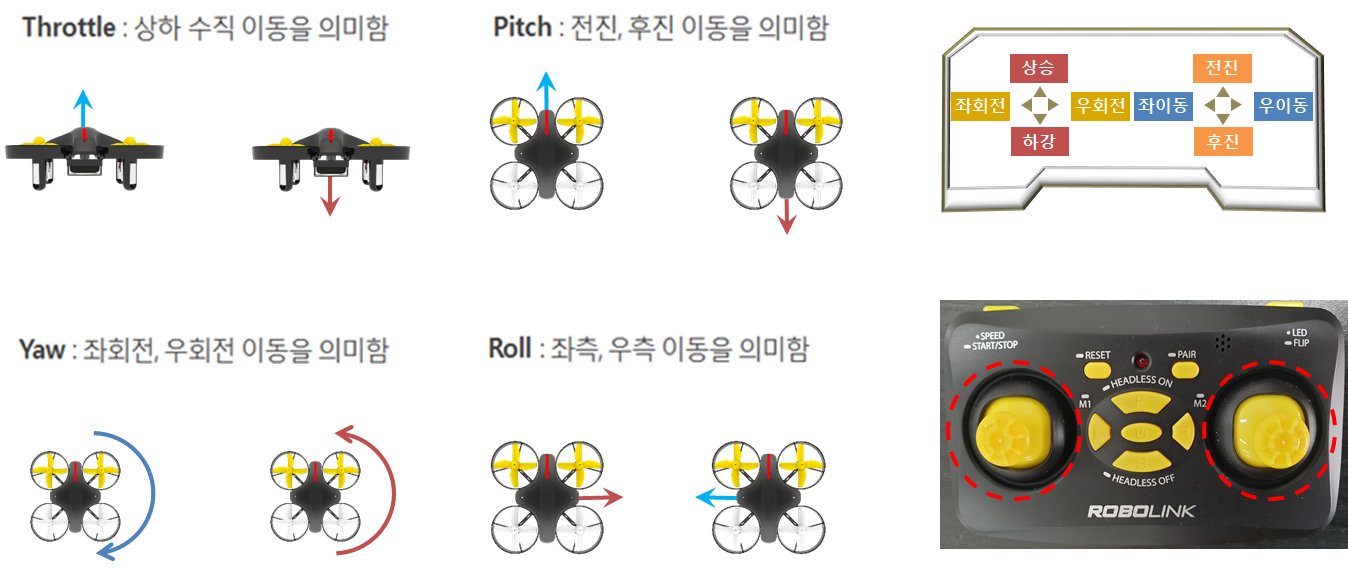 Throttle : 상하 수직 이동을 의미함
Pitch : 전진, 후진 이동을 의미함
상승
전진
좌회전
우회전
좌이동
우이동
하강
후진
Yaw : 좌회전, 우회전 이동을 의미함
Roll : 좌측, 우측 이동을 의미함
SPEED
START/STOP
LED
FLIP
RESET
PAIR
HEADLESS ON
M1
M2
HEADLESS OFF
ROBOLINK